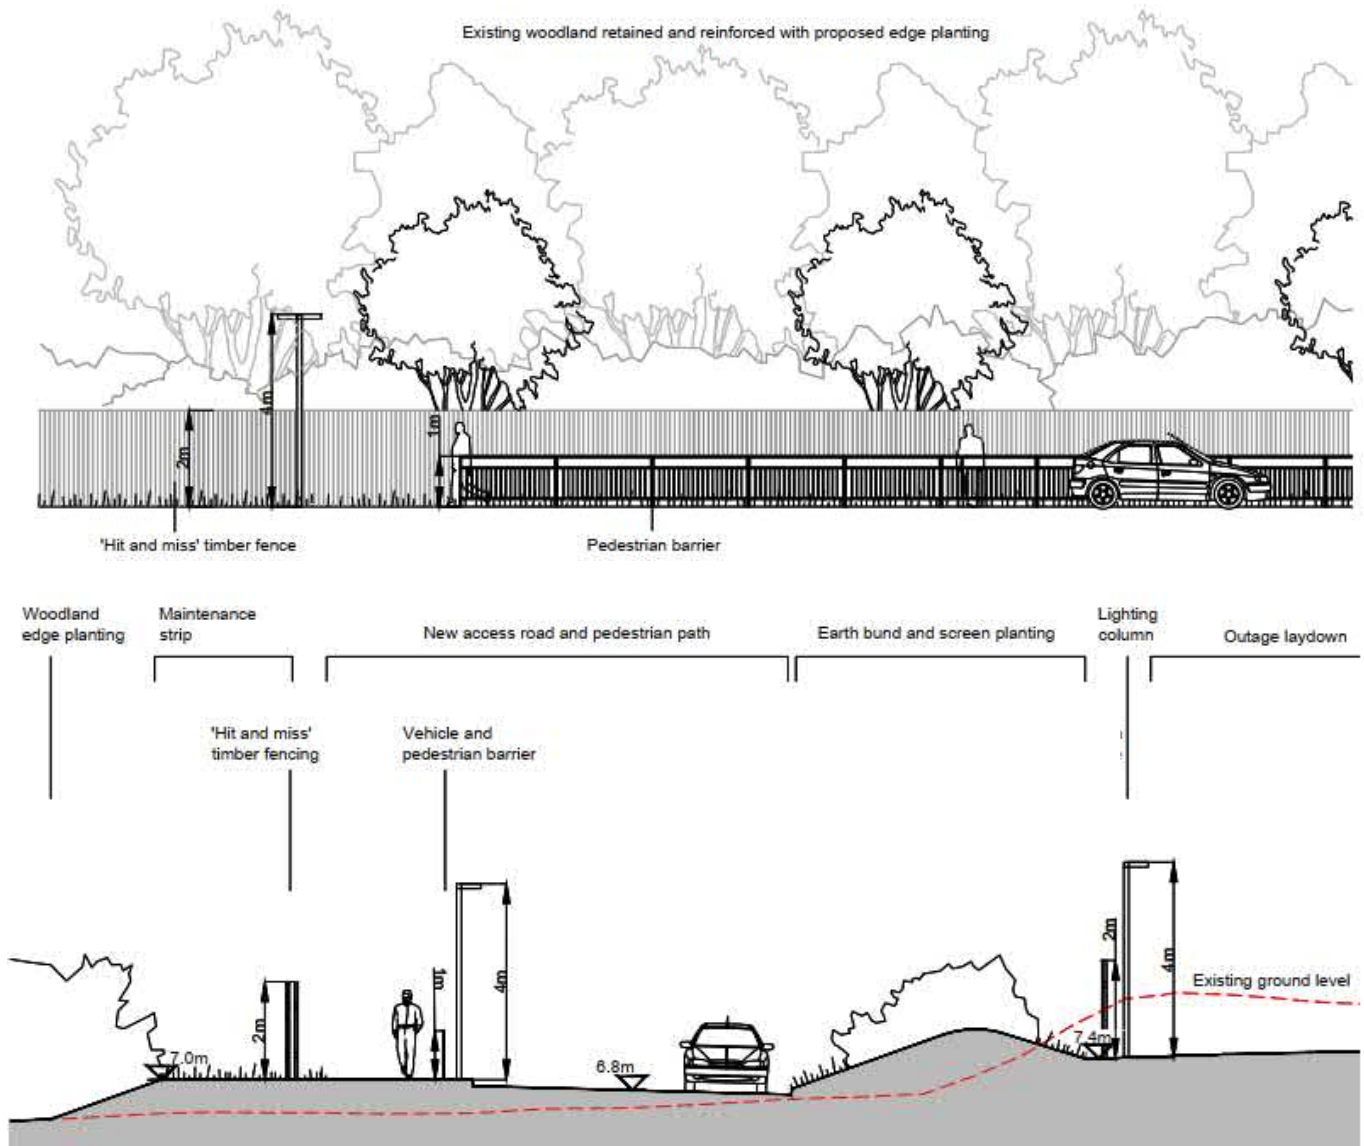 Existing woodland retained and reinforced with proposed edge planting
4m
2m
1m
'Hit and miss' timber fence
Pedestrian barrier
Woodland
edge planting
Maintenance
strip
New access road and pedestrian path
Earth bund and screen planting
Lighting
column
Outage laydown
'Hit and miss'
timber fencing
Vehicle and
pedestrian barrier
2m
1m
4m
2m
4m
Existing ground level
7.0m
6.8m
7.4m